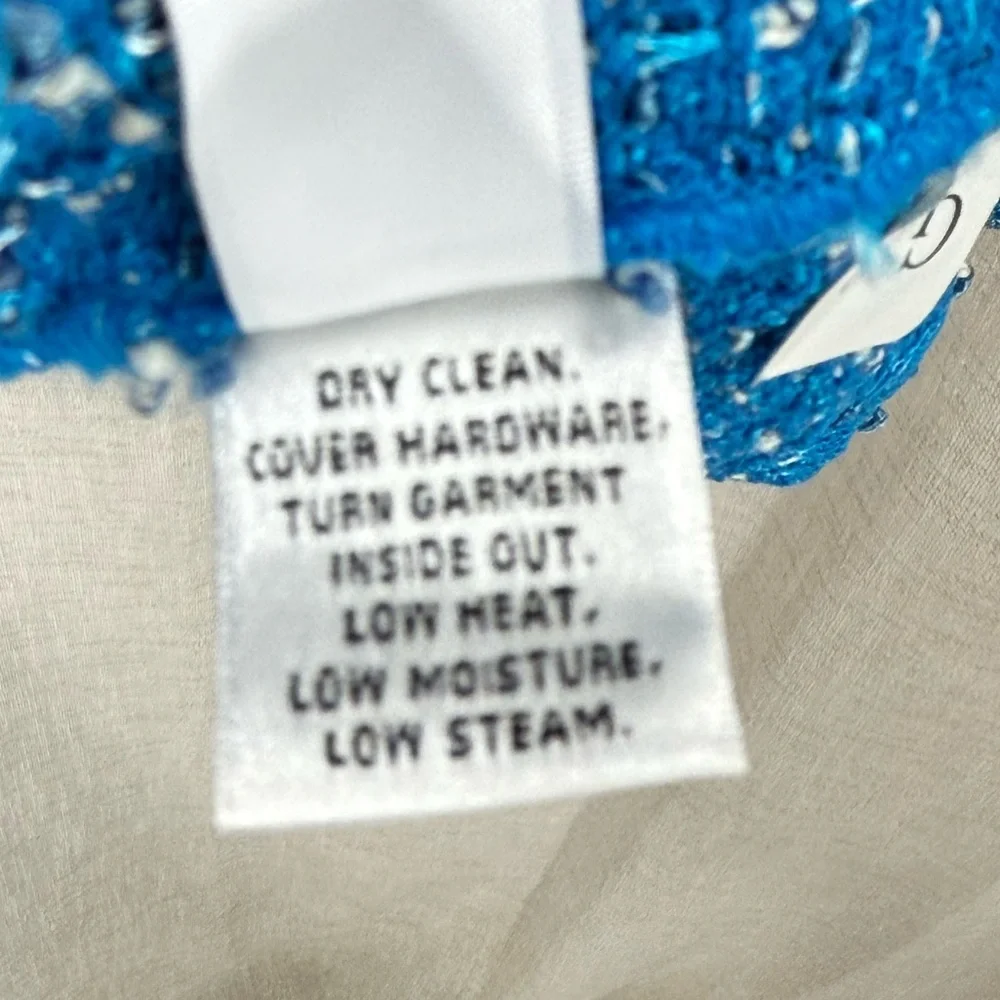 DRY CLEAN.
COVER HARDWARE,
TURN GARMENT
INSIDE OUT.
LOW HEAT.
LOW MOISTURE.
LOW STEAM.
G